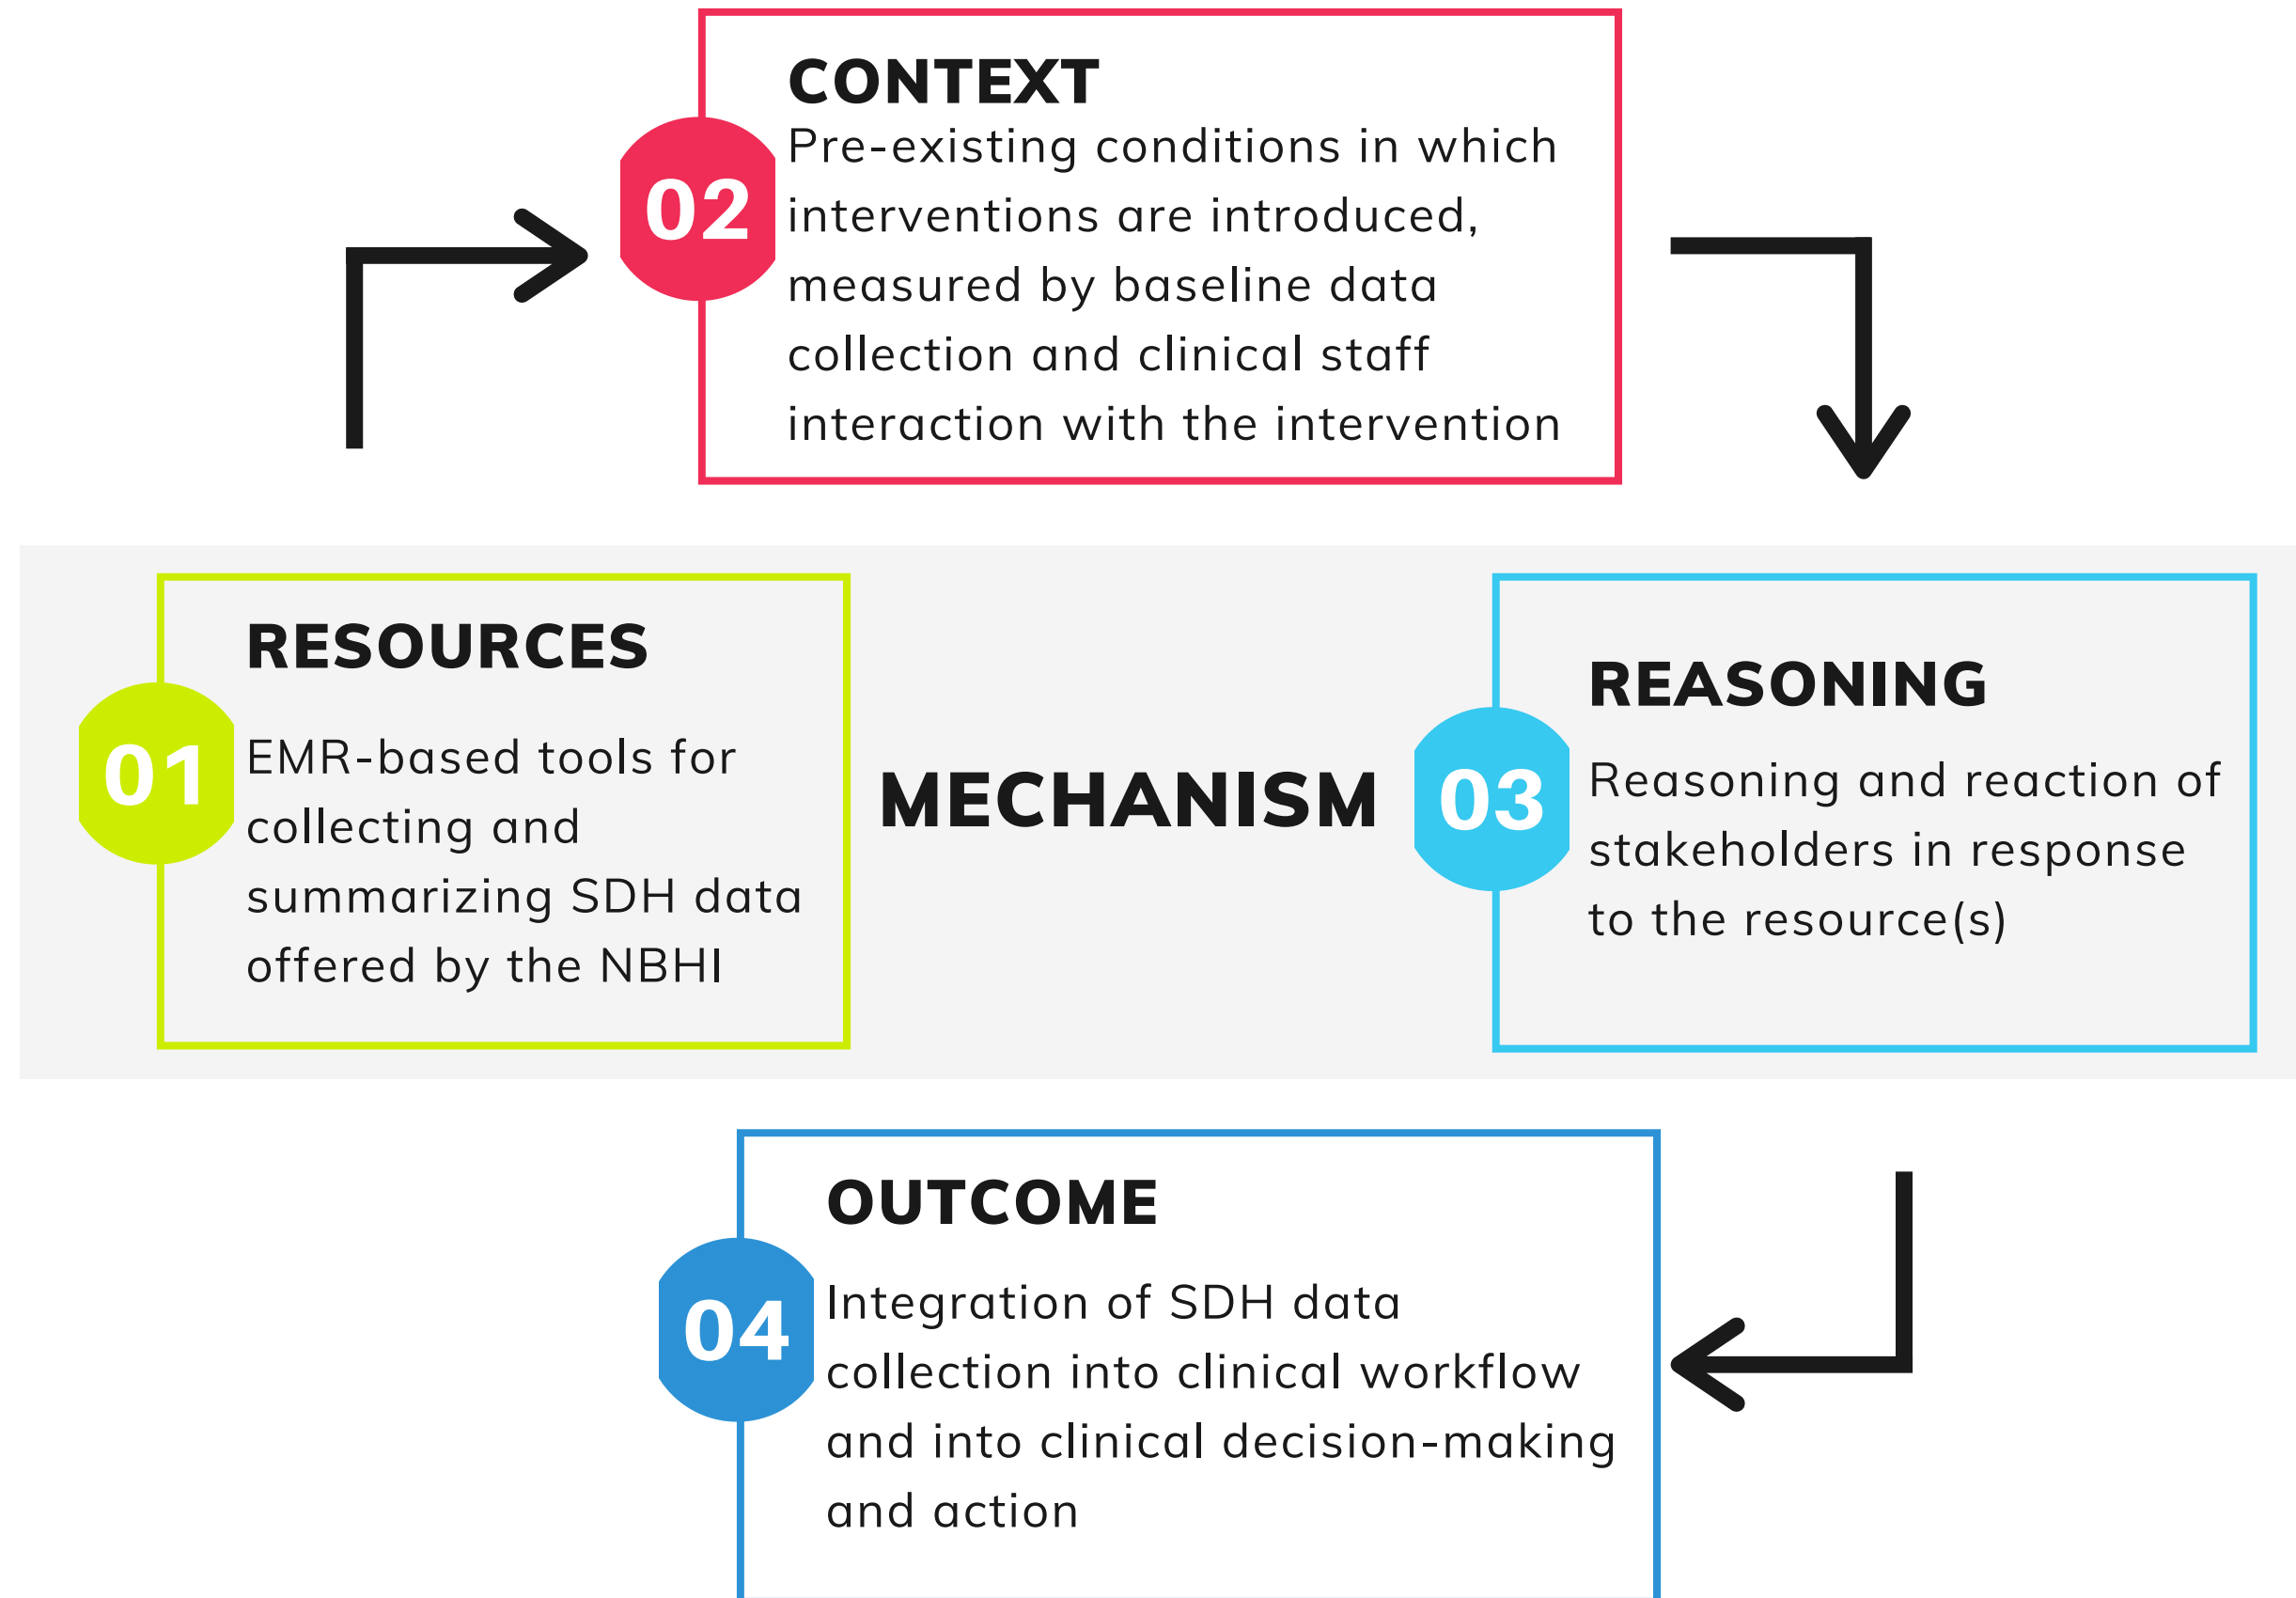 CONTEXT
Pre-existing conditions in which
interventions are introduced,
measured by baseline data
collection and clinical staff
interaction with the intervention
02
RESOURCES
EMR-based tools for
collecting and
summarizing SDH data
offered by the NBHI
01
MECHANISM
REASONING
Reasoning and reaction of
stakeholders in response
to the resource(s)
03
OUTCOME
Integration of SDH data
collection into clinical workflow
and into clinical decision-making
and action
04